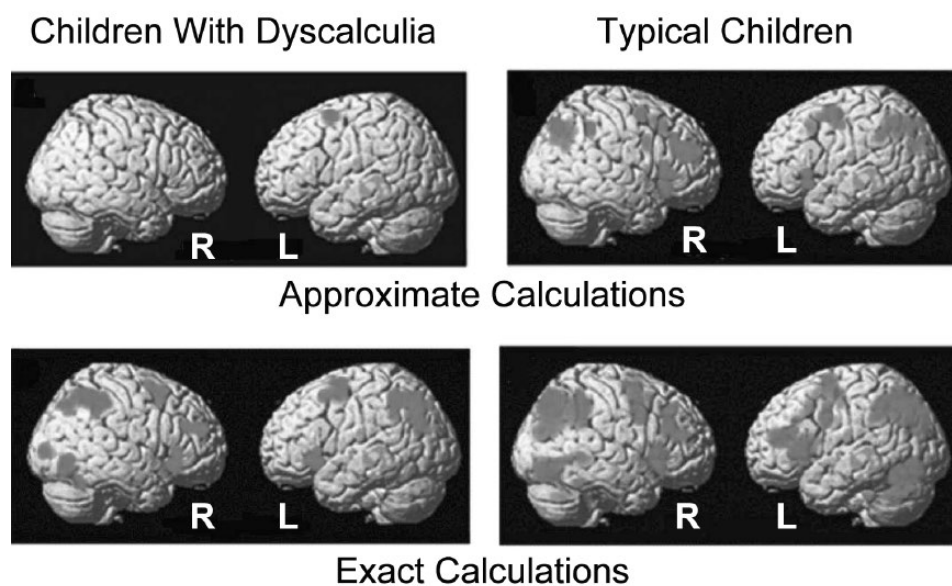 Children With Dyscalculia
Typical Children
R L
R L
Approximate Calculations
R L
R L
Exact Calculations